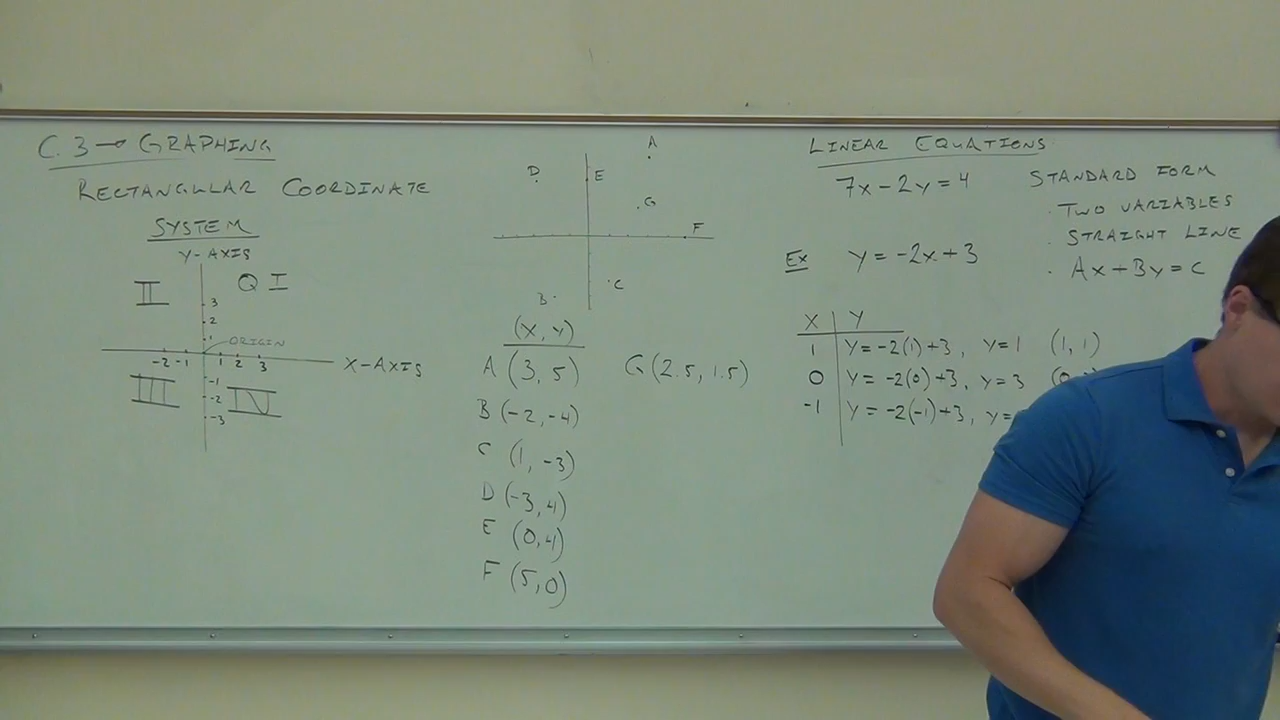 C.3 → GRAPHING
RECTANGULAR COORDINATE
SYSTEM
Y-AXIS
II
Q I
3
2
1
ORIGIN
-2 -1 1 2 3
X-AXIS
-1
-2
-3
III
IV
A
D
E
G
F
C
B
(X, Y)
A (3, 5)
G (2.5, 1.5)
B (-2, -4)
C (1, -3)
D (-3, 4)
E (0, 4)
F (5, 0)
LINEAR EQUATIONS
7x-2y=4
STANDARD FORM
· TWO VARIABLES
· STRAIGHT LINE
· Ax+By=C
Ex y=-2x+3
X Y
1 Y=-2(1)+3, y=1 (1, 1)
0 Y=-2(0)+3, y=3 (0,
-1 Y=-2(-1)+3, y=